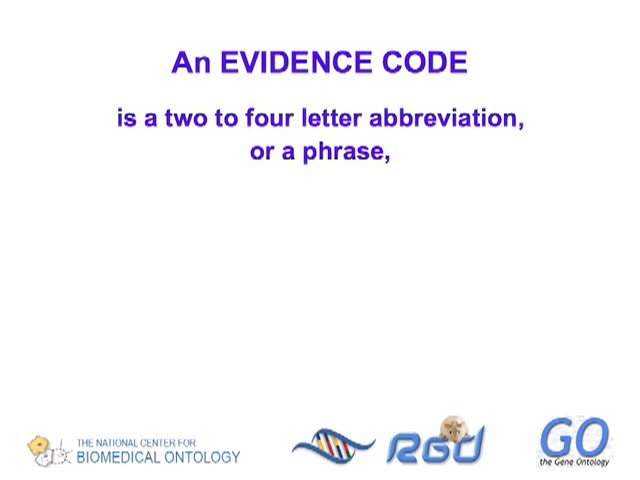 An EVIDENCE CODE
is a two to four letter abbreviation,
or a phrase,
THE NATIONAL CENTER FOR
BIOMEDICAL ONTOLOGY
RGD
GO
the Gene Ontology